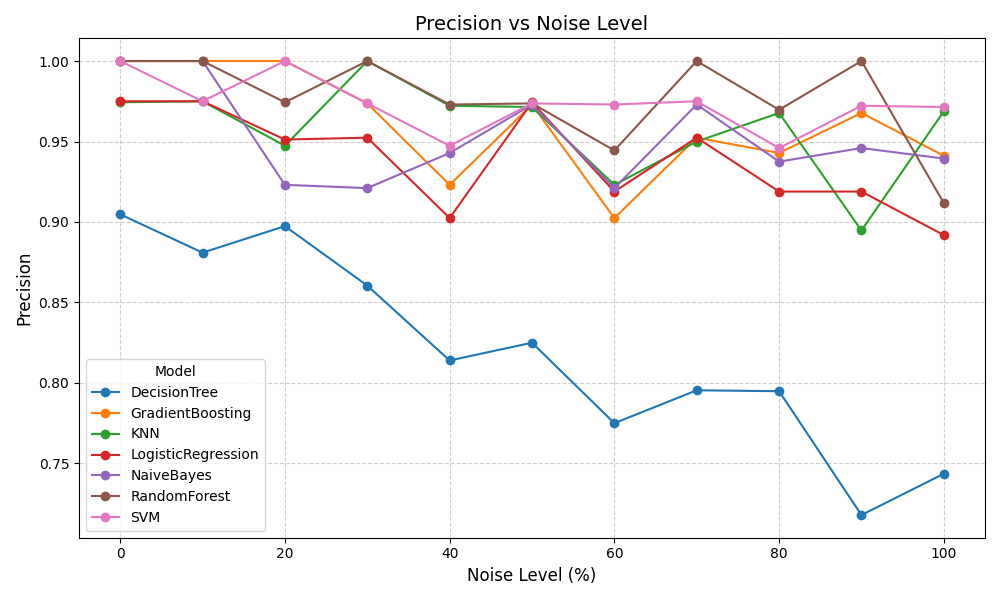 Precision vs Noise Level
1.00
0.95
0.90
0.85
0.80
0.75
Precision
Model
DecisionTree
GradientBoosting
KNN
LogisticRegression
NaiveBayes
RandomForest
SVM
0 20 40 60 80 100
Noise Level (%)